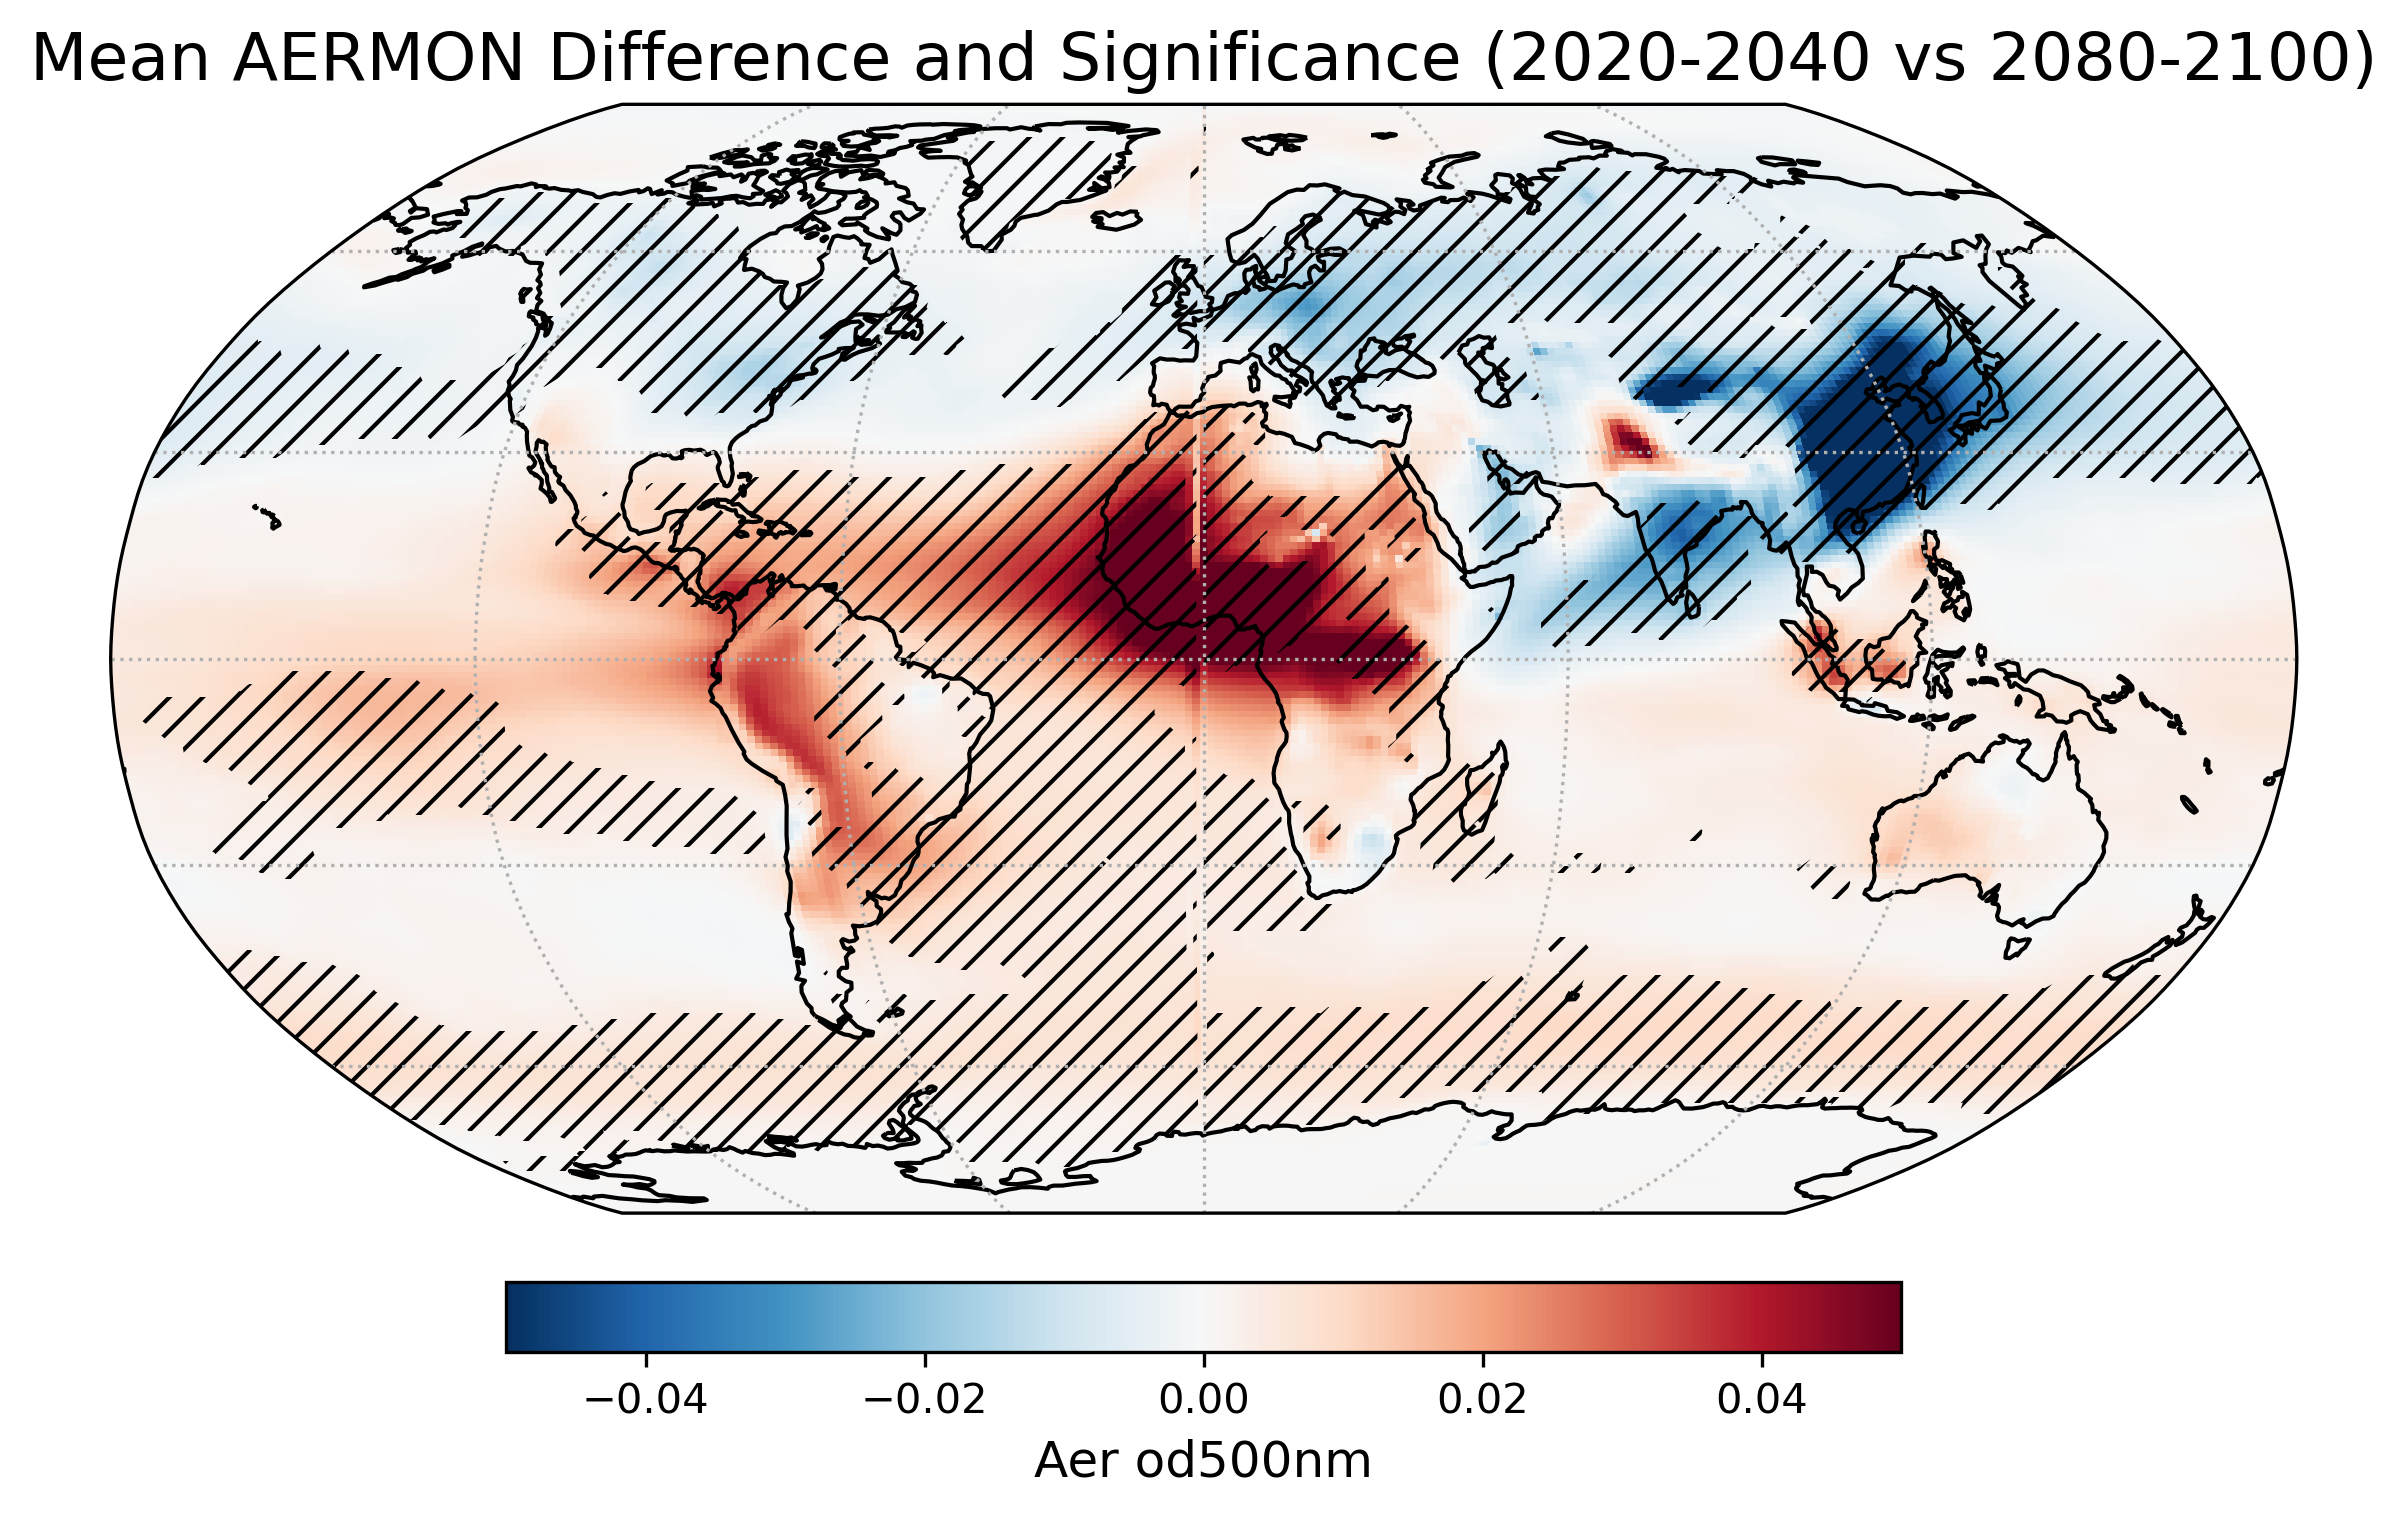 Mean AERMON Difference and Significance (2020-2040 vs 2080-2100)
−0.04 −0.02 0.00 0.02 0.04
Aer od500nm